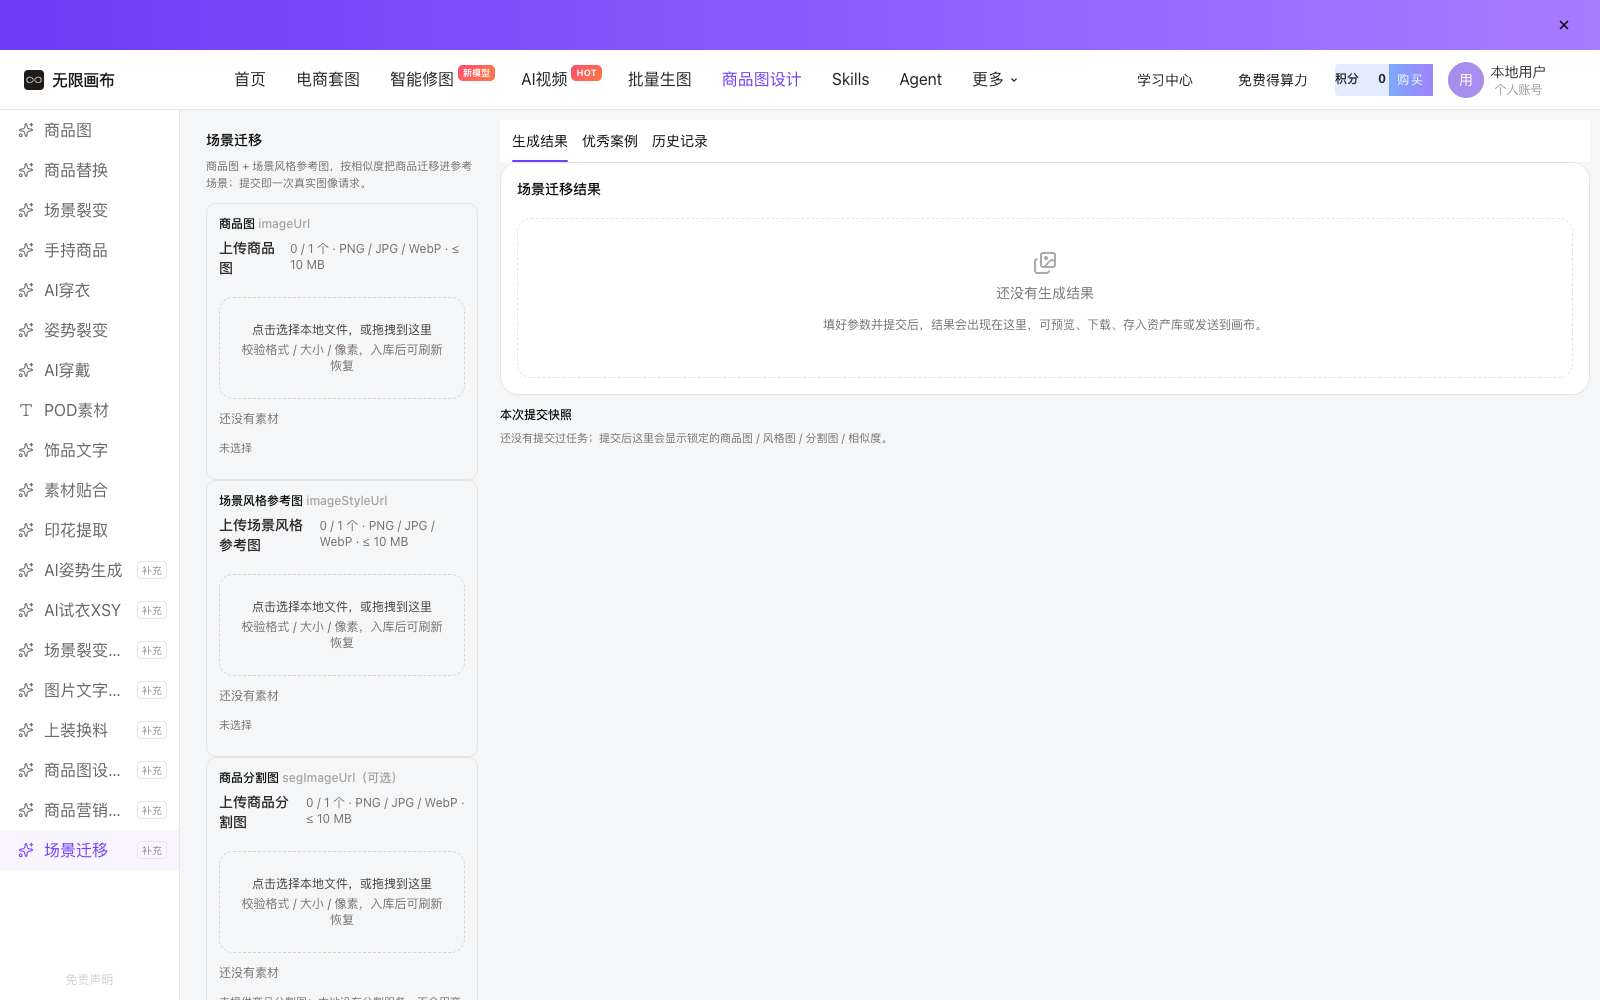 ✕
无限画布
电商套图
首页
智能修图 新模型
AI视频 HOT
批量生图
商品图设计
Skills
Agent
更多
学习中心
免费得算力
积分 0 购买
用
本地用户
个人账号
商品图
商品替换
场景裂变
手持商品
AI穿衣
姿势裂变
AI穿戴
POD素材
饰品文字
素材贴合
印花提取
AI姿势生成 补充
AI试衣XSY 补充
场景裂变... 补充
图片文字... 补充
上装换料 补充
商品图设... 补充
商品营销... 补充
场景迁移 补充
免责声明
场景迁移
商品图 + 场景风格参考图，按相似度把商品迁移进参考
场景；提交即一次真实图像请求。
商品图 imageUrl
上传商品
图
0 / 1 个 · PNG / JPG / WebP · ≤
10 MB
点击选择本地文件，或拖拽到这里
校验格式 / 大小 / 像素，入库后可刷新
恢复
还没有素材
未选择
场景风格参考图 imageStyleUrl
上传场景风格
参考图
0 / 1 个 · PNG / JPG /
WebP · ≤ 10 MB
点击选择本地文件，或拖拽到这里
校验格式 / 大小 / 像素，入库后可刷新
恢复
还没有素材
未选择
商品分割图 segImageUrl（可选）
上传商品分
割图
0 / 1 个 · PNG / JPG / WebP ·
≤ 10 MB
点击选择本地文件，或拖拽到这里
校验格式 / 大小 / 像素，入库后可刷新
恢复
还没有素材
生成结果
优秀案例
历史记录
场景迁移结果
还没有生成结果
填好参数并提交后，结果会出现在这里，可预览、下载、存入资产库或发送到画布。
本次提交快照
还没有提交过任务；提交后这里会显示锁定的商品图 / 风格图 / 分割图 / 相似度。